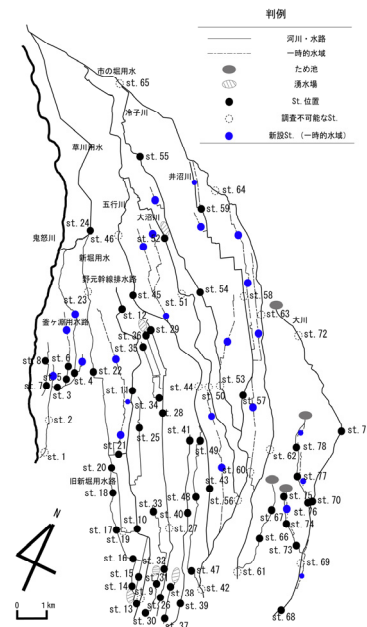 判例
河川・水路
一時的水域
ため池
湧水場
St. 位置
調査不可能なSt.
新設St. （一時的水域）
市の堀用水
st. 65
冷子川
草川用水
st. 55
井沼川
st. 64
五行川
大沼川
st. 59
st. 24
鬼怒川
st. 46
st. 52
新堀用水
野元幹線排水路
st. 23
st. 45
st. 51
st. 54
st. 58
st. 63
大川
st. 12
釜ヶ淵用水路
st. 29
st. 36
st. 72
st. 35
st. 8
st. 6
st. 5
st. 22
st. 7
st. 4
st. 3
st. 11
st. 44
st. 53
st. 50
st. 34
st. 57
st. 28
st. 2
st. 25
st. 41
st. 7
st. 21
st. 49
st. 78
st. 1
st. 62
st. 20
st. 60
旧新堀用水路
st. 43
st. 77
st. 18
st. 48
st. 56
st. 75
st. 70
st. 33
st. 40
st. 67
st. 76
st. 74
st. 17
st. 10
st. 27
st. 19
st. 66
st. 73
st. 16
st. 32
st. 69
st. 15
st. 31
st. 47
st. 61
st. 14
st. 9
st. 38
st. 42
st. 13
st. 26
st. 39
st. 68
st. 30
st. 37
N
0
1 km